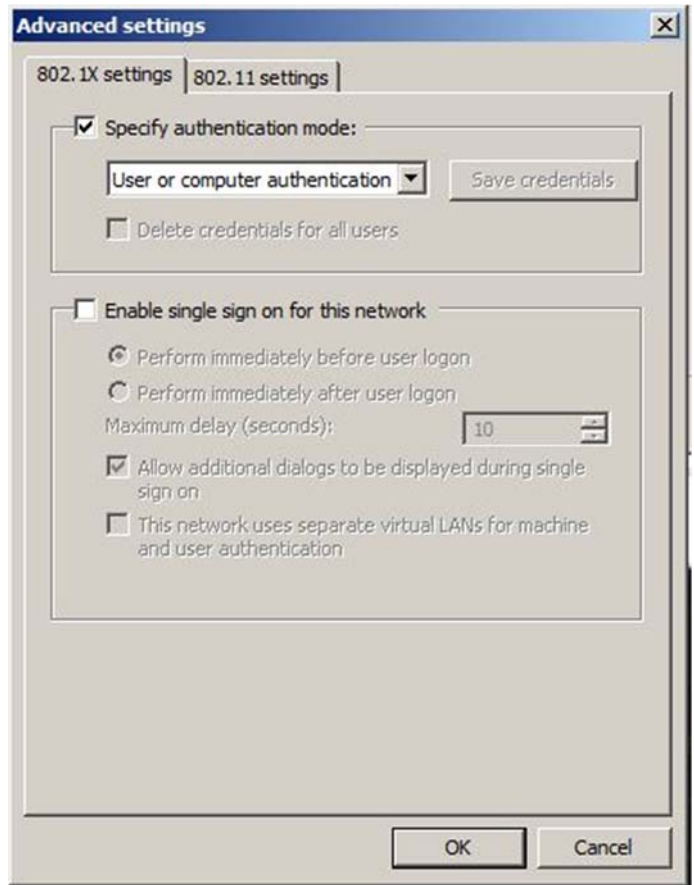 Advanced settings
802.1X settings
802.11 settings
Specify authentication mode:
User or computer authentication
Save credentials
Delete credentials for all users
Enable single sign on for this network
Perform immediately before user logon
Perform immediately after user logon
Maximum delay (seconds):
10
Allow additional dialogs to be displayed during single
sign on
This network uses separate virtual LANs for machine
and user authentication
OK
Cancel